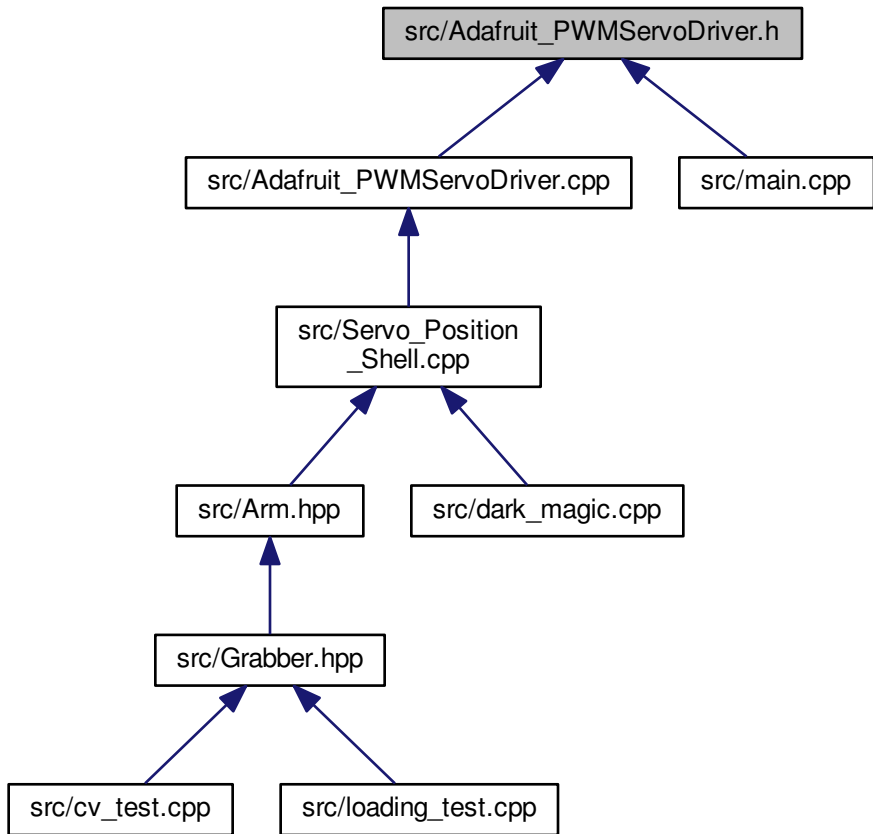 src/Adafruit_PWMServoDriver.h
src/Adafruit_PWMServoDriver.cpp
src/main.cpp
src/Servo_Position
_Shell.cpp
src/Arm.hpp
src/dark_magic.cpp
src/Grabber.hpp
src/cv_test.cpp
src/loading_test.cpp